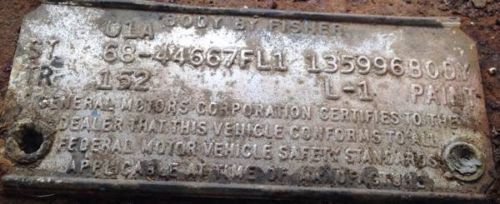 BODY BY FISHER
01A
ST 68-44667FL1 135996 BODY
TR 152 L-1 PAINT
GENERAL MOTORS CORPORATION CERTIFIES TO THE
DEALER THAT THIS VEHICLE CONFORMS TO ALL
FEDERAL MOTOR VEHICLE SAFETY STANDARDS
APPLICABLE AT TIME OF MANUFACTURE